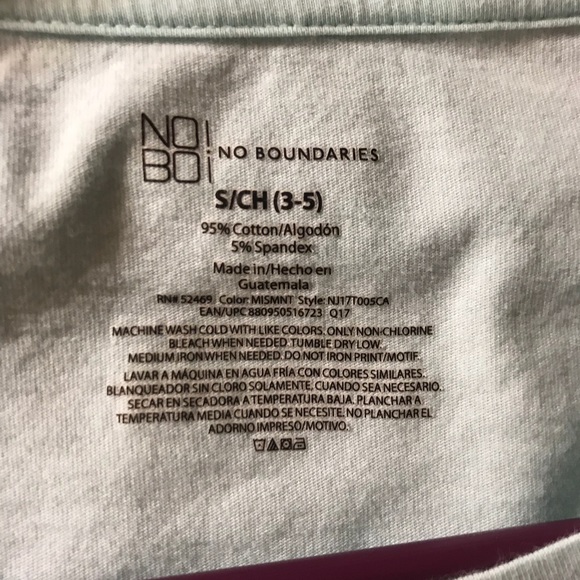 NO!
BOi
NO BOUNDARIES
S/CH (3-5)
95% Cotton/Algodón
5% Spandex
Made in/Hecho en
Guatemala
RN# 52469 Color: MISMNT Style: NJ17T005CA
EAN/UPC 880950516723 Q17
MACHINE WASH COLD WITH LIKE COLORS. ONLY NON-CHLORINE
BLEACH WHEN NEEDED. TUMBLE DRY LOW.
MEDIUM IRON WHEN NEEDED. DO NOT IRON PRINT/MOTIF.
LAVAR A MÁQUINA EN AGUA FRÍA CON COLORES SIMILARES.
BLANQUEADOR SIN CLORO SOLAMENTE, CUANDO SEA NECESARIO.
SECAR EN SECADORA A TEMPERATURA BAJA. PLANCHAR A
TEMPERATURA MEDIA CUANDO SE NECESITE. NO PLANCHAR EL
ADORNO IMPRESO/MOTIVO.